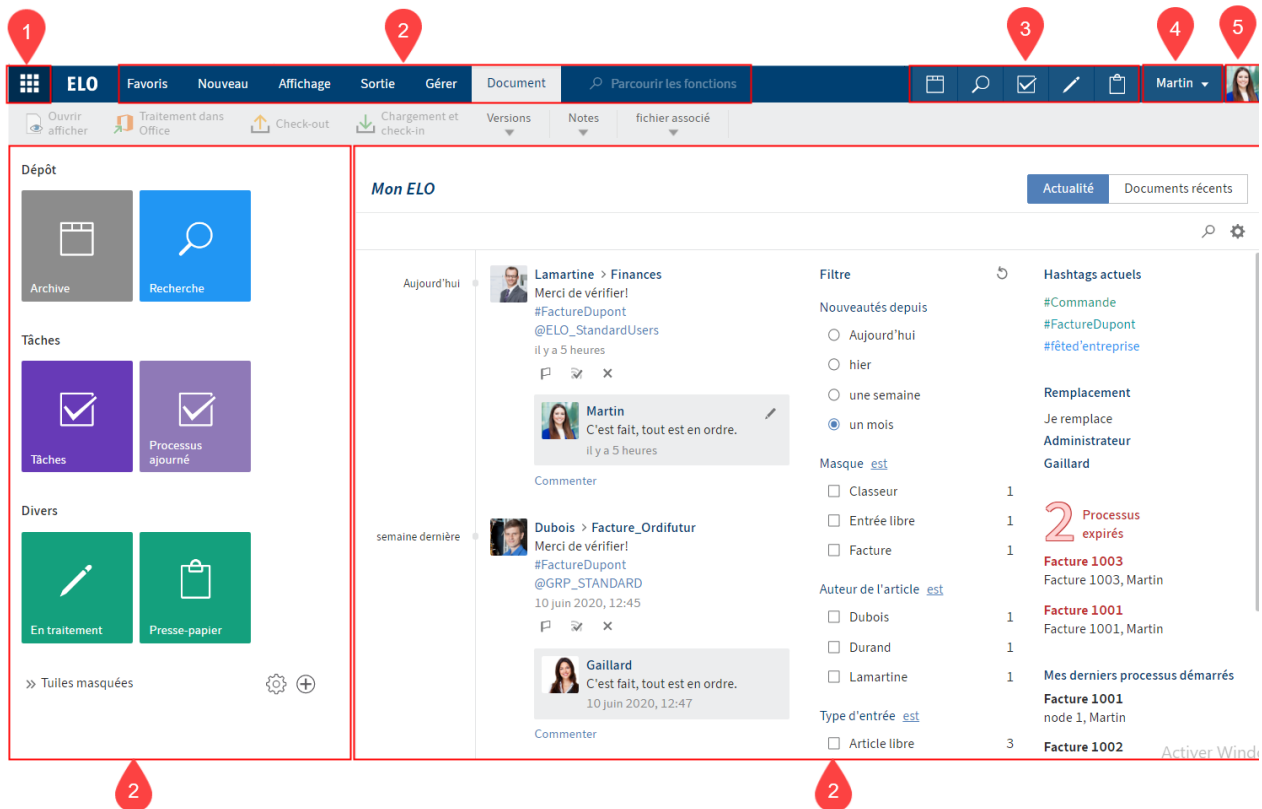 1
2
3
4
5
ELO
Favoris
Nouveau
Affichage
Sortie
Gérer
Document
Parcourir les fonctions
Martin
Ouvrir
afficher
Traitement dans
Office
Check-out
Chargement et
check-in
Versions
Notes
fichier associé
Dépôt
Archive
Recherche
Tâches
Tâches
Processus
ajourné
Divers
En traitement
Presse-papier
Tuiles masquées
Mon ELO
Actualité
Documents récents
Aujourd'hui
Lamartine > Finances
Merci de vérifier!
#FactureDupont
@ELO_StandardUsers
il y a 5 heures
Martin
C'est fait, tout est en ordre.
il y a 5 heures
Commenter
semaine dernière
Dubois > Facture_Ordifutur
Merci de vérifier!
#FactureDupont
@GRP_STANDARD
10 juin 2020, 12:45
Gaillard
C'est fait, tout est en ordre.
10 juin 2020, 12:47
Commenter
Filtre
Nouveautés depuis
Aujourd'hui
hier
une semaine
un mois
Masque est
Classeur 1
Entrée libre 1
Facture 1
Auteur de l'article est
Dubois 1
Durand 1
Lamartine 1
Type d'entrée est
Article libre 3
Hashtags actuels
#Commande
#FactureDupont
#fêted'entreprise
Remplacement
Je remplace
Administrateur
Gaillard
2 Processus
expirés
Facture 1003
Facture 1003, Martin
Facture 1001
Facture 1001, Martin
Mes derniers processus démarrés
Facture 1001
node 1, Martin
Facture 1002
Activer
2
2